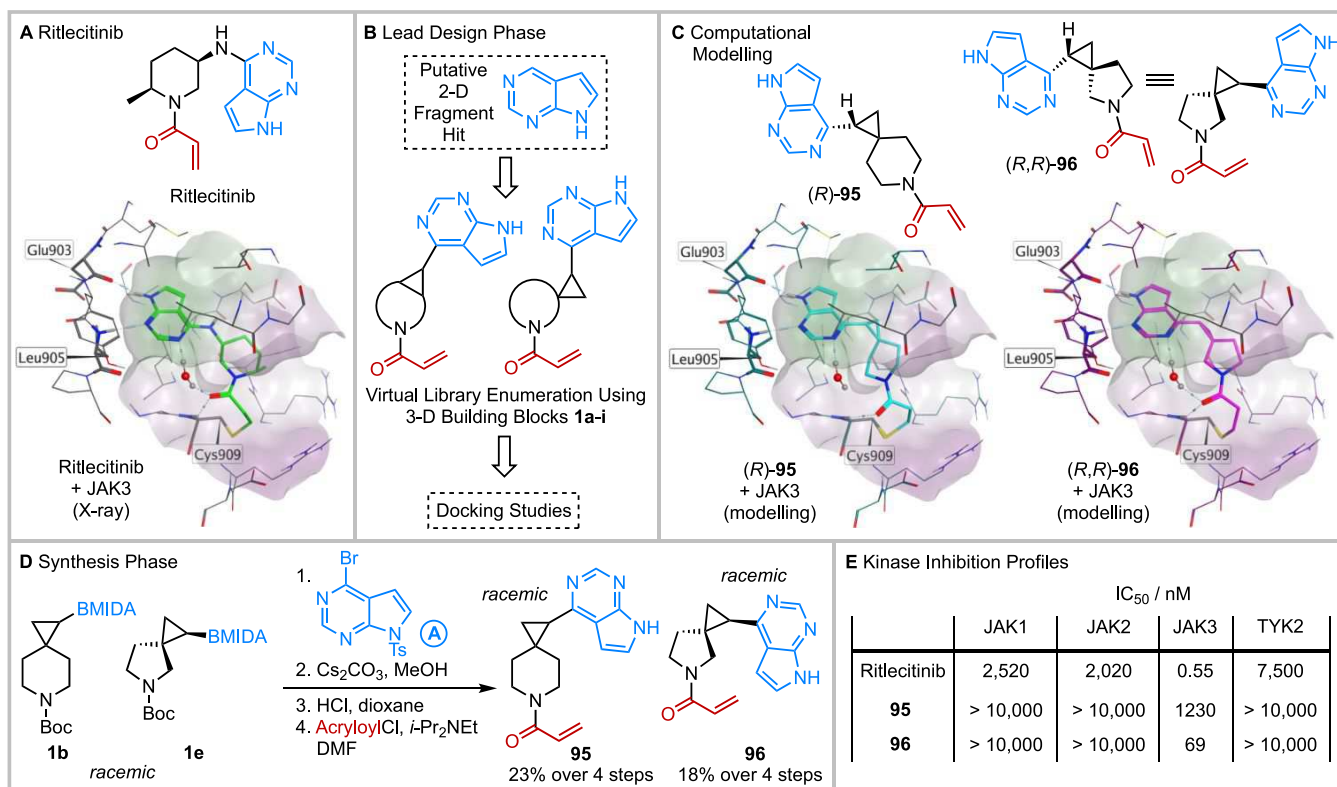 A Ritlecitinib
H
N
N
N
N
N
H
O
Ritlecitinib
Glu903
Leu905
Cys909
Ritlecitinib
+ JAK3
(X-ray)
B Lead Design Phase
Putative
2-D
Fragment
Hit
N
N
N
H
N
N
NH
N
O
H
N
N
N
N
O
Virtual Library Enumeration Using
3-D Building Blocks 1a-i
Docking Studies
C Computational
Modelling
HN
N
N
H
N
O
(R)-95
H
N
N
N
H
N
O
(R,R)-96
H
N
N
N
N
O
Glu903
Leu905
Cys909
(R)-95
+ JAK3
(modelling)
Glu903
Leu905
Cys909
(R,R)-96
+ JAK3
(modelling)
D Synthesis Phase
BMIDA
N
Boc
1b
BMIDA
N
Boc
1e
racemic
1.
Br
N
N
N
Ts
A
2. Cs2CO3, MeOH
3. HCl, dioxane
4. AcryloylCl, i-Pr2NEt
DMF
racemic
N
N
NH
N
O
95
23% over 4 steps
racemic
N
N
N
H
N
O
96
18% over 4 steps
E Kinase Inhibition Profiles
IC50 / nM
JAK1 JAK2 JAK3 TYK2
Ritlecitinib 2,520 2,020 0.55 7,500
95 > 10,000 > 10,000 1230 > 10,000
96 > 10,000 > 10,000 69 > 10,000